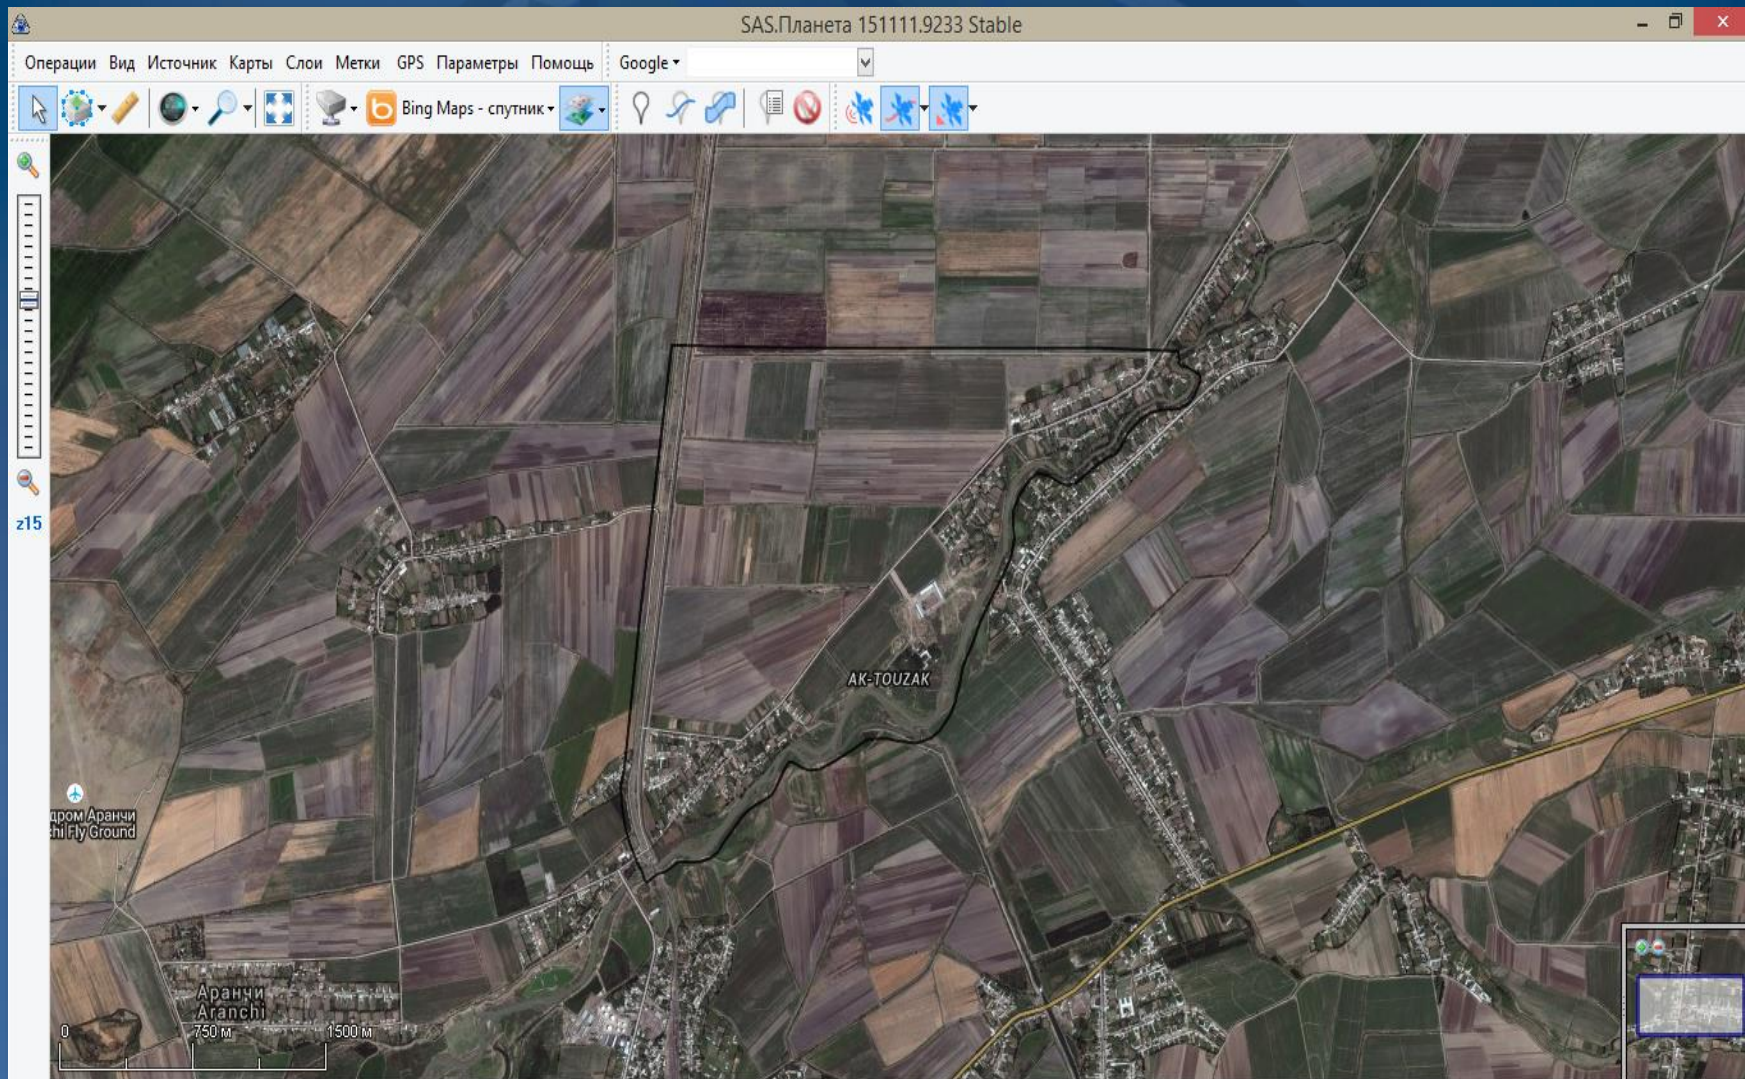 SAS.Планета 151111.9233 Stable
Операции Вид Источник Карты Слои Метки GPS Параметры Помощь Google
Bing Maps - спутник
z15
AK-TOUZAK
дром Аранчи
hi Fly Ground
Аранчи
Aranchi
0 750 м 1500 м